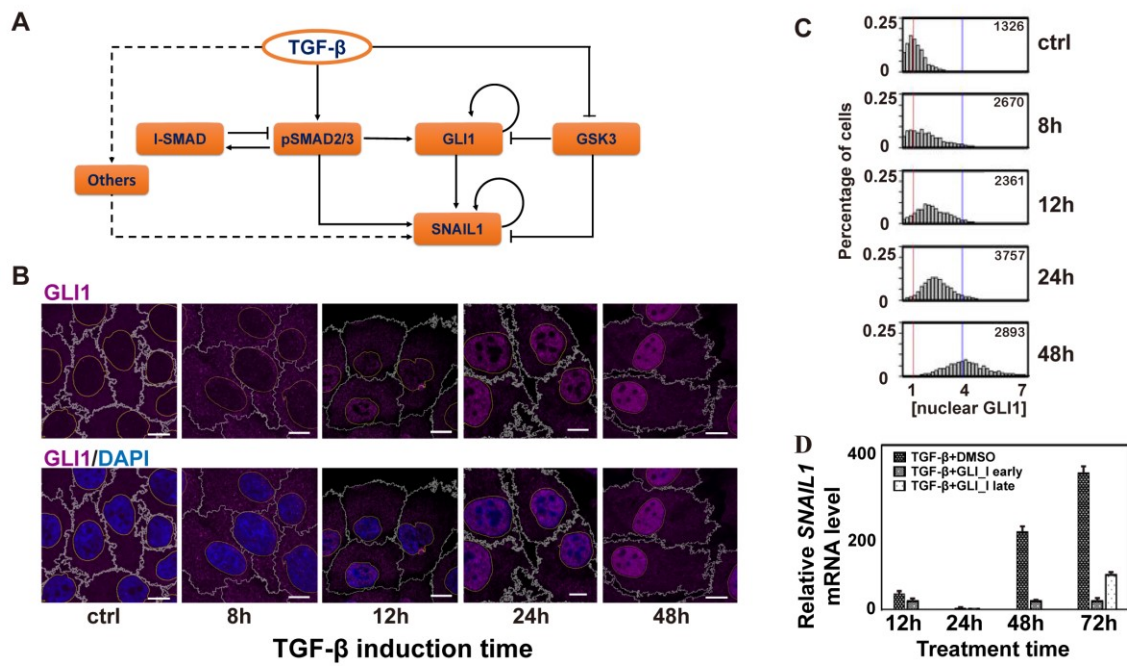 A
TGF-β
I-SMAD
pSMAD2/3
GLI1
GSK3
Others
SNAIL1
B
GLI1
GLI1/DAPI
ctrl 8h 12h 24h 48h
TGF-β induction time
C
Percentage of cells
0.25
0
1326
ctrl
0.25
0
2670
8h
0.25
0
2361
12h
0.25
0
3757
24h
0.25
0
2893
48h
1 4 7
[nuclear GLI1]
D
Relative SNAIL1
mRNA level
400
200
0
TGF-β+DMSO
TGF-β+GLI_I early
TGF-β+GLI_I late
12h 24h 48h 72h
Treatment time